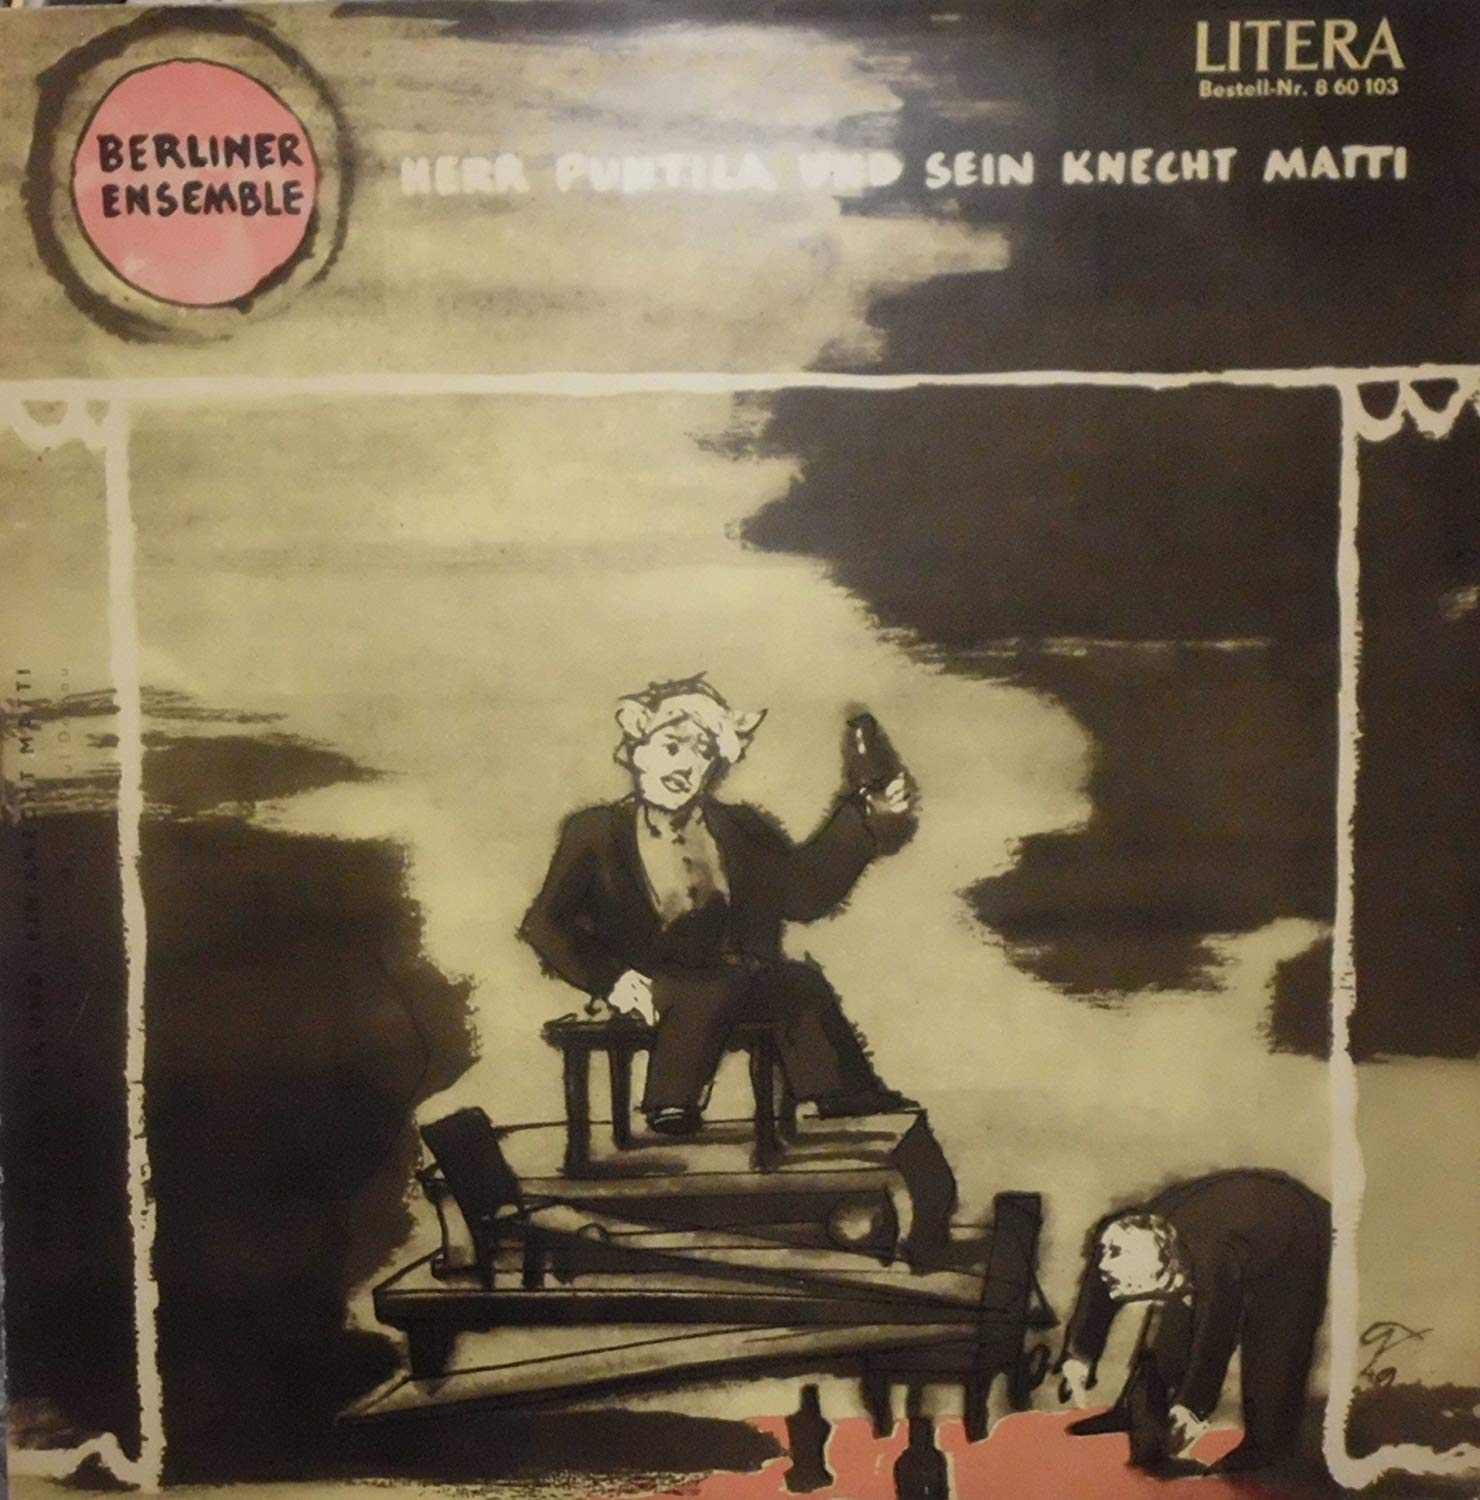 LITERA
Bestell-Nr. 8 60 103
BERLINER
ENSEMBLE
HERR PUNTILA UND SEIN KNECHT MATTI